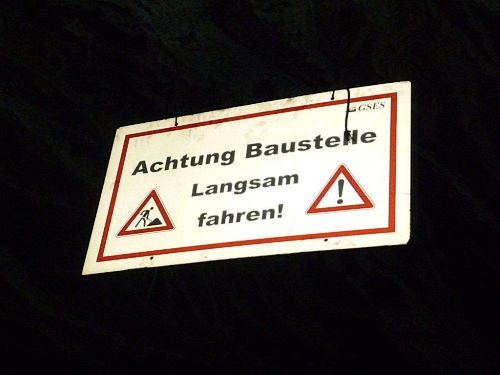 GSES
Achtung Baustelle
Langsam
fahren!